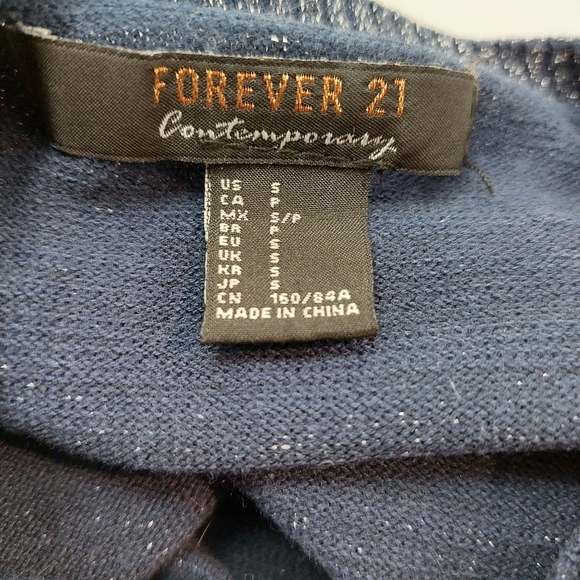 FOREVER 21
Contemporary
US S
CA P
MX S/P
BR P
EU S
UK S
KR S
JP S
CN 160/84A
MADE IN CHINA